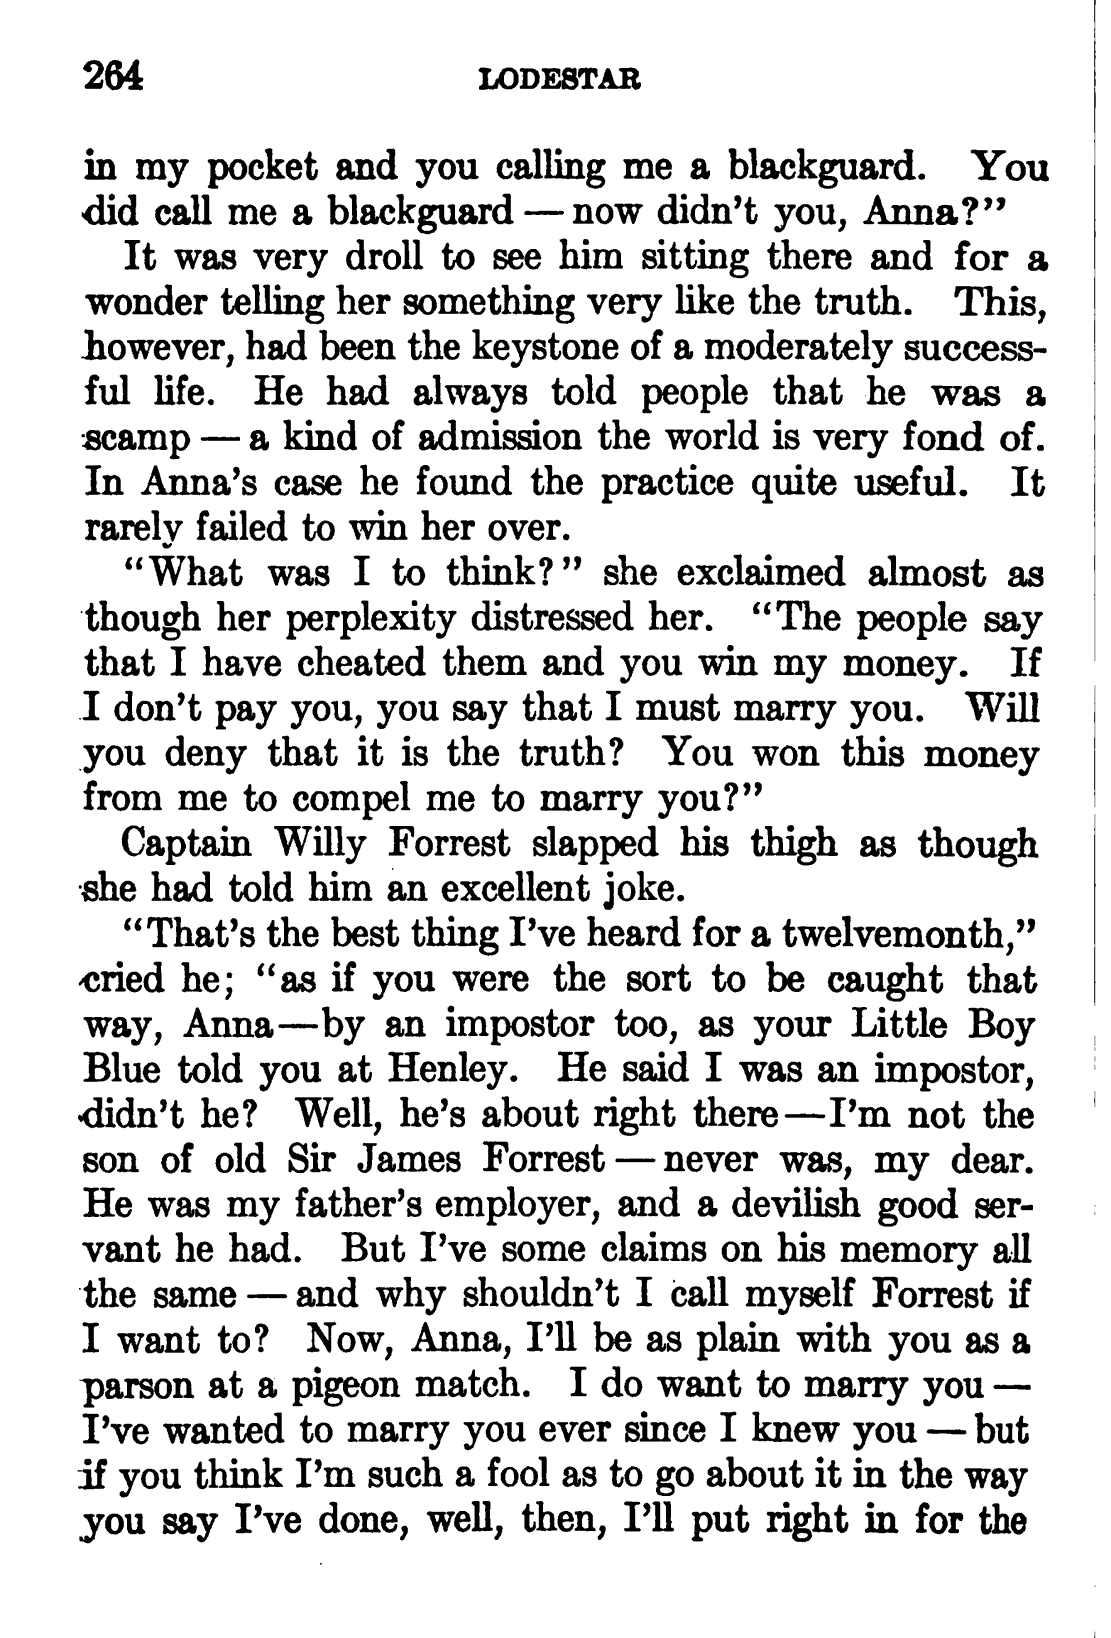 264 LODESTAR
in my pocket and you calling me a blackguard. You
did call me a blackguard — now didn't you, Anna?"
It was very droll to see him sitting there and for a
wonder telling her something very like the truth. This,
however, had been the keystone of a moderately success-
ful life. He had always told people that he was a
scamp — a kind of admission the world is very fond of.
In Anna's case he found the practice quite useful. It
rarely failed to win her over.
"What was I to think?" she exclaimed almost as
though her perplexity distressed her. "The people say
that I have cheated them and you win my money. If
I don't pay you, you say that I must marry you. Will
you deny that it is the truth? You won this money
from me to compel me to marry you?"
Captain Willy Forrest slapped his thigh as though
she had told him an excellent joke.
"That's the best thing I've heard for a twelvemonth,"
cried he; "as if you were the sort to be caught that
way, Anna—by an impostor too, as your Little Boy
Blue told you at Henley. He said I was an impostor,
didn't he? Well, he's about right there—I'm not the
son of old Sir James Forrest — never was, my dear.
He was my father's employer, and a devilish good ser-
vant he had. But I've some claims on his memory all
the same — and why shouldn't I call myself Forrest if
I want to? Now, Anna, I'll be as plain with you as a
parson at a pigeon match. I do want to marry you —
I've wanted to marry you ever since I knew you — but
if you think I'm such a fool as to go about it in the way
you say I've done, well, then, I'll put right in for the